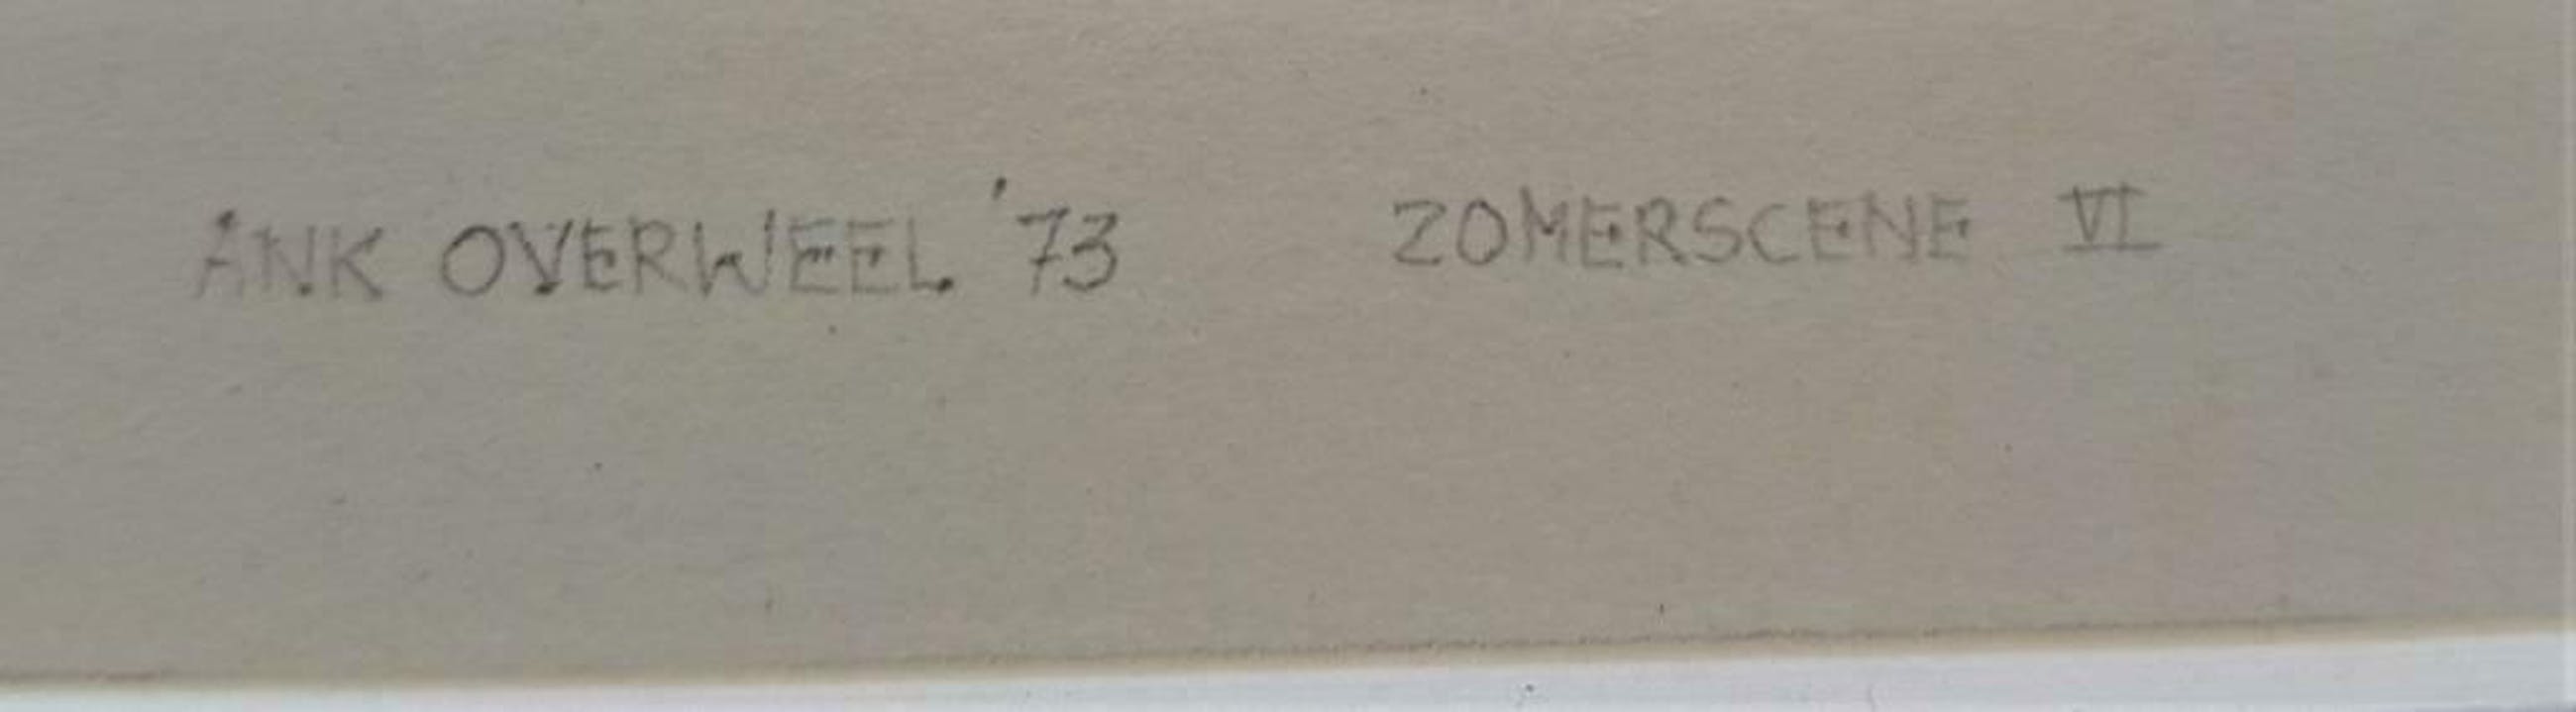 ANK OVERWEEL '73 ZOMERSCENE VI